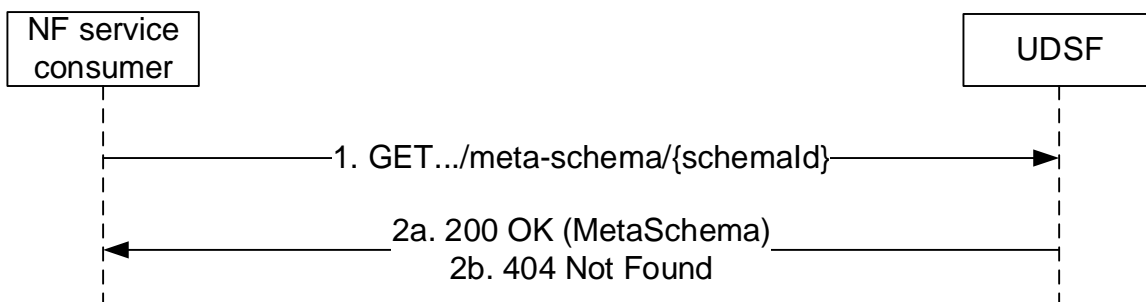 NF service
consumer
UDSF
1. GET.../meta-schema/{schemaId}
2a. 200 OK (MetaSchema)
2b. 404 Not Found